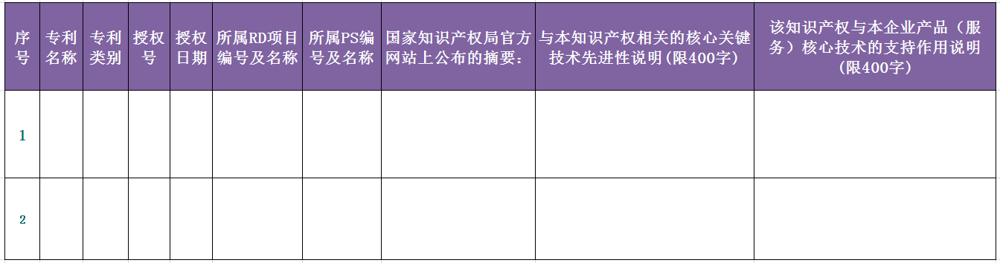 序
号
专利
名称
专利
类别
授权
号
授权
日期
所属RD项目
编号及名称
所属PS编
号及名称
国家知识产权局官方
网站上公布的摘要：
与本知识产权相关的核心关键
技术先进性说明(限400字)
该知识产权与本企业产品（服
务）核心技术的支持作用说明
(限400字)
1
2